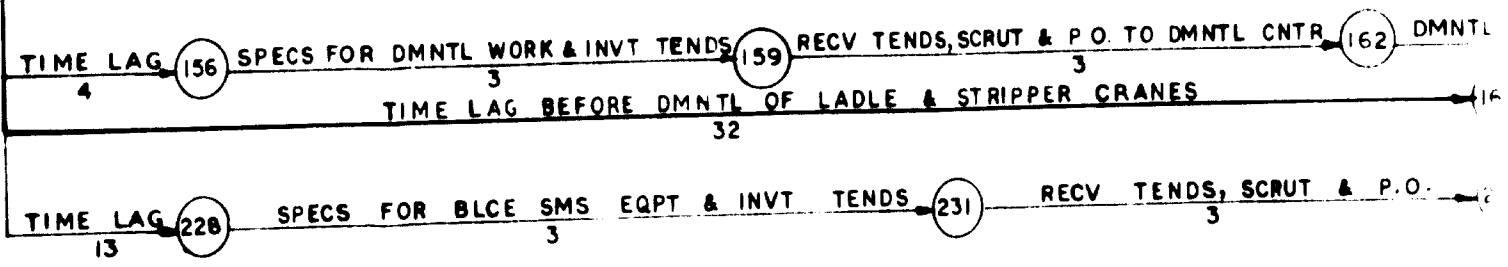 TIME LAG 156 SPECS FOR DMNTL WORK & INVT TENDS 159 RECV TENDS, SCRUT & P.O. TO DMNTL CNTR 162 DMNTL
4 3 3
TIME LAG BEFORE DMNTL OF LADLE & STRIPPER CRANES
32
TIME LAG 228 SPECS FOR BLCE SMS EQPT & INVT TENDS 231 RECV TENDS, SCRUT & P.O.
13 3 3